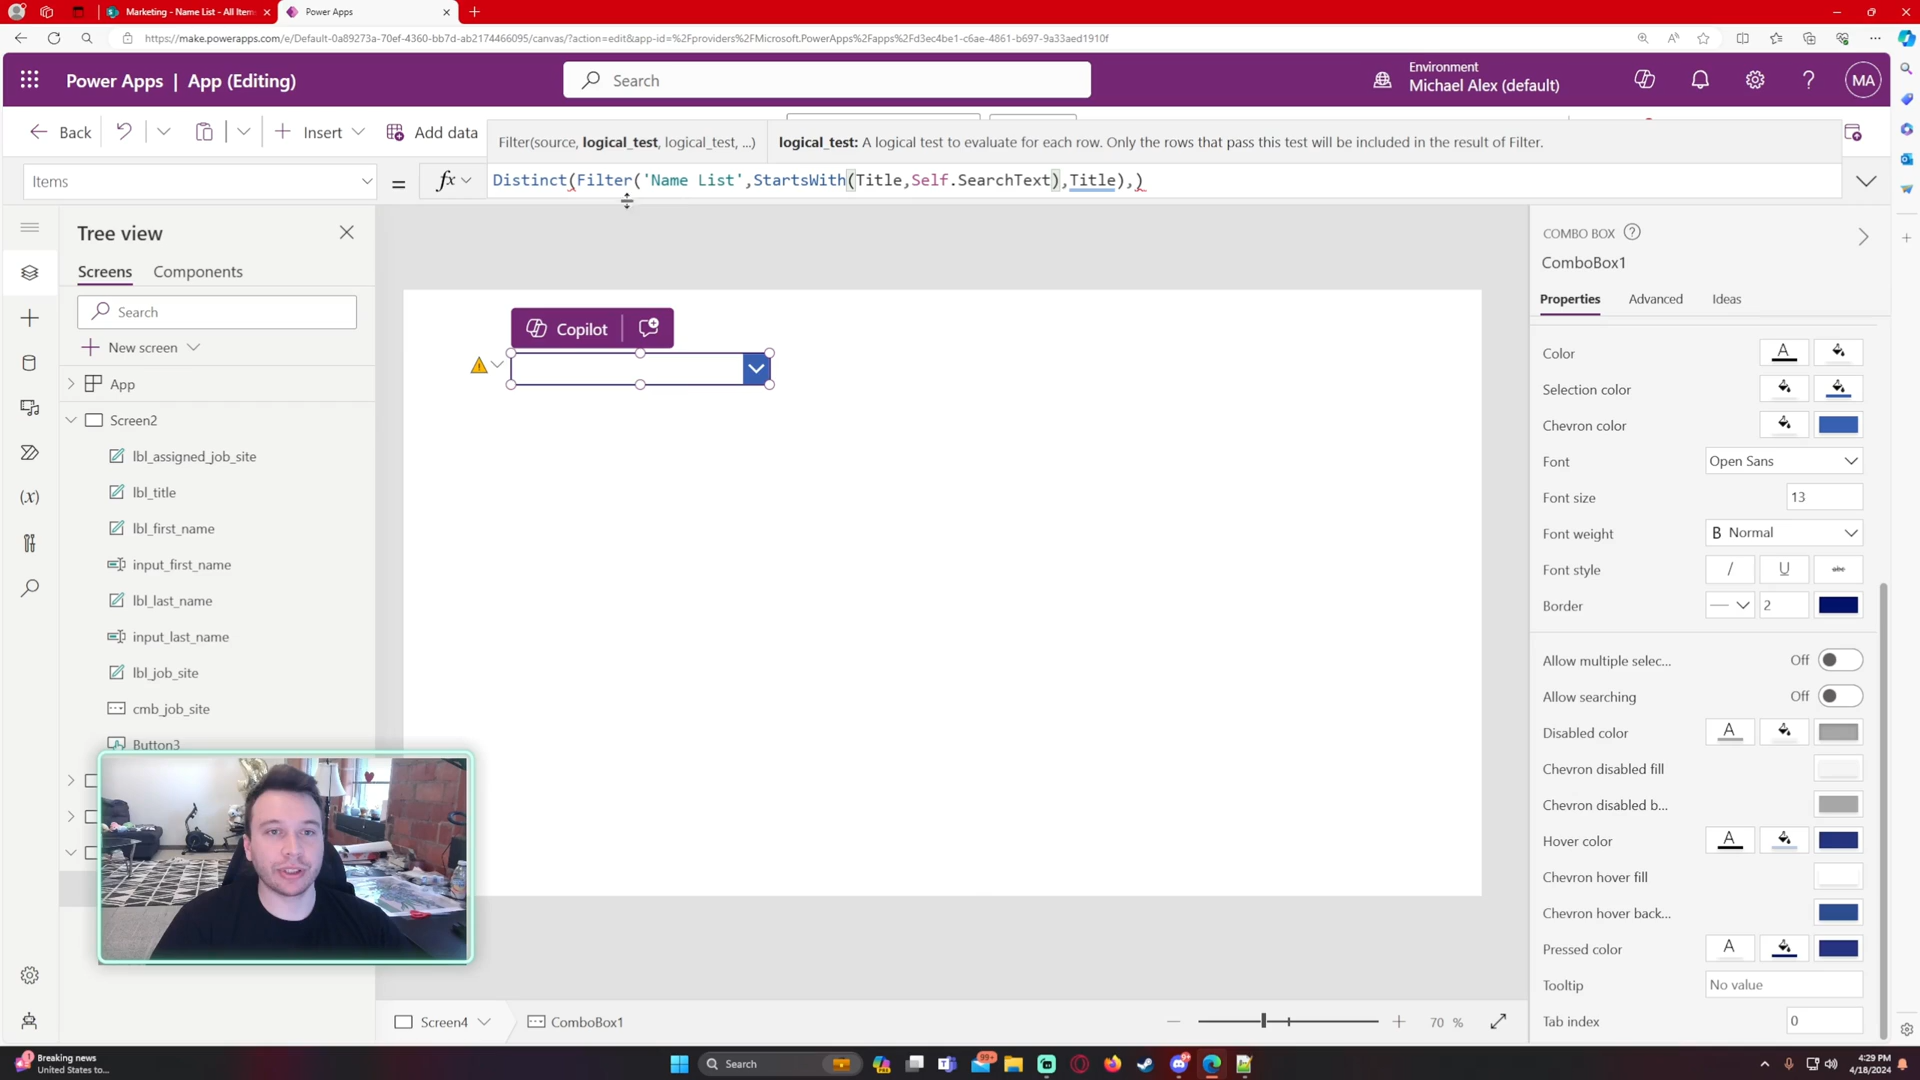 Marketing - Name List - All Items
Power Apps
https://make.powerapps.com/e/Default-0a89273a-70ef-4360-bb7d-ab2174466095/canvas/?action=edit&app-id=%2Fproviders%2FMicrosoft.PowerApps%2Fapps%2Fd3ec4be1-c6ae-4861-b697-9a33aed1910f
Power Apps | App (Editing)
Search
Environment
Michael Alex (default)
MA
Back
Insert
Add data
Filter(source, logical_test, logical_test, ...)
logical_test: A logical test to evaluate for each row. Only the rows that pass this test will be included in the result of Filter.
Items
=
fx
Distinct(Filter('Name List',StartsWith(Title,Self.SearchText),Title),)
Tree view
Screens
Components
Search
New screen
App
Screen2
lbl_assigned_job_site
lbl_title
lbl_first_name
input_first_name
lbl_last_name
input_last_name
lbl_job_site
cmb_job_site
Button3
Copilot
COMBO BOX
ComboBox1
Properties
Advanced
Ideas
Color
Selection color
Chevron color
Font
Open Sans
Font size
13
Font weight
B Normal
Font style
/ U abc
Border
2
Allow multiple selec...
Off
Allow searching
Off
Disabled color
Chevron disabled fill
Chevron disabled b...
Hover color
Chevron hover fill
Chevron hover back...
Pressed color
Tooltip
No value
Tab index
0
Screen4
ComboBox1
70 %
Breaking news
United States to...
Search
99+
4:29 PM
4/18/2024